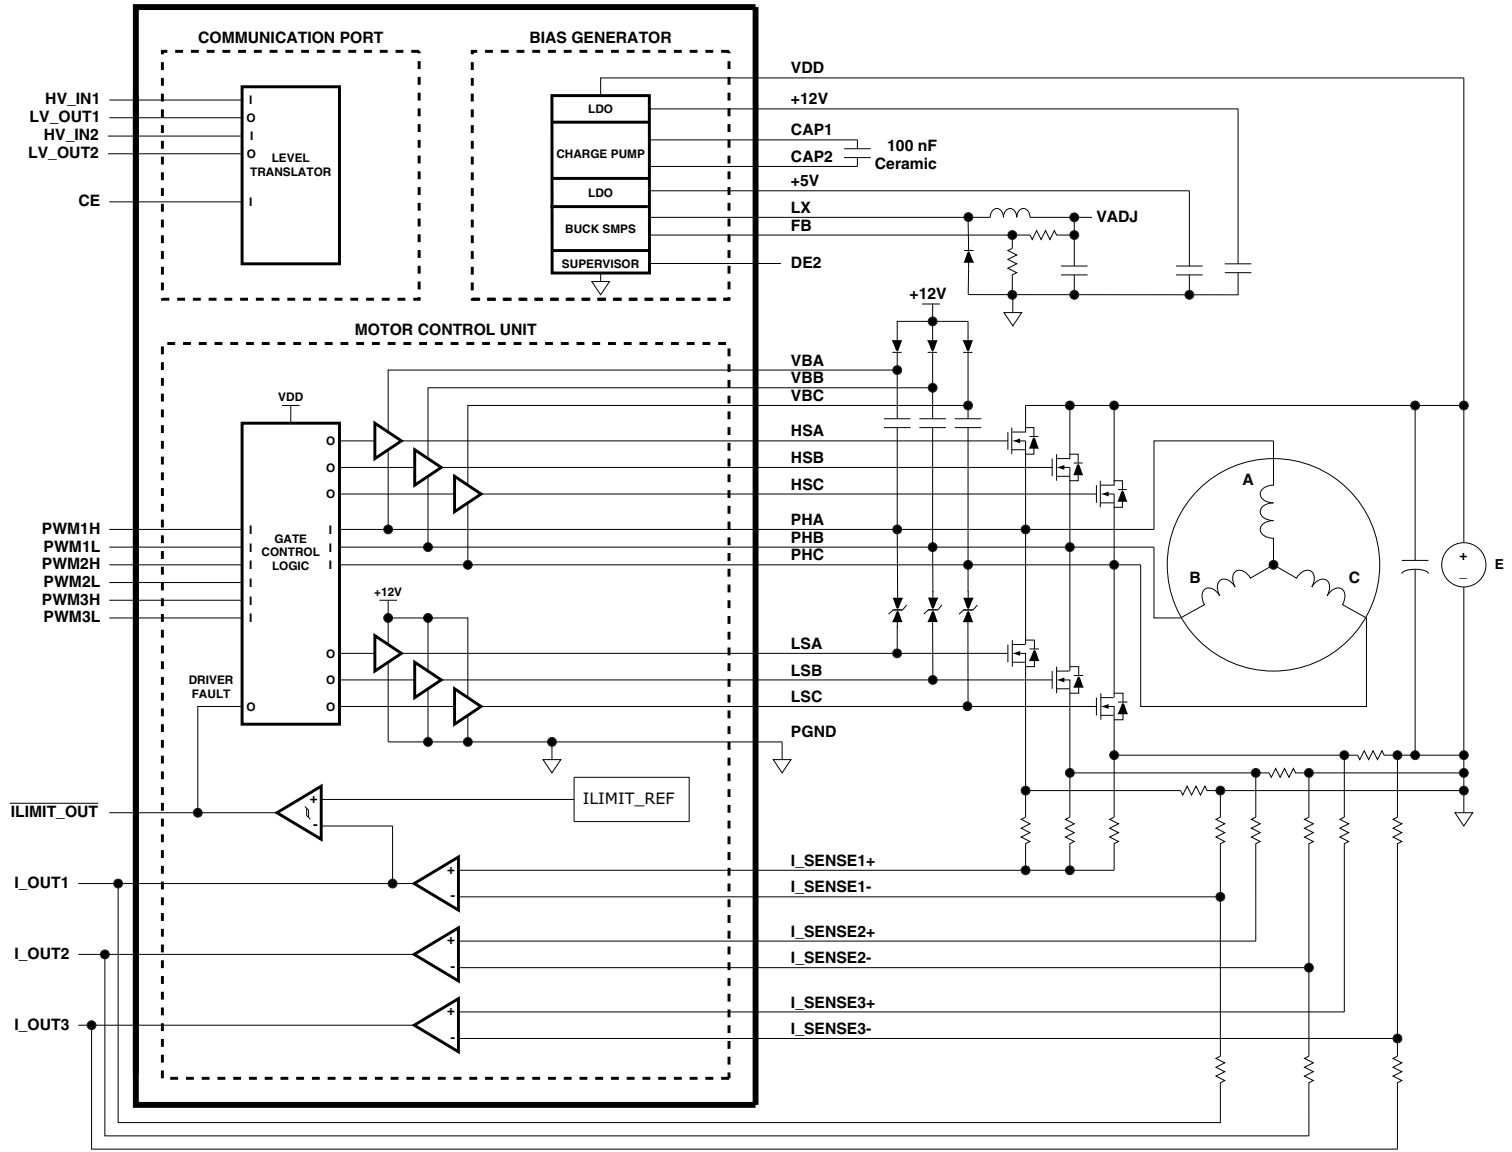 COMMUNICATION PORT
BIAS GENERATOR
HV_IN1
LV_OUT1
HV_IN2
LV_OUT2
CE
I
O
I
O
I
LEVEL
TRANSLATOR
LDO
CHARGE PUMP
LDO
BUCK SMPS
SUPERVISOR
VDD
+12V
CAP1
CAP2
100 nF
Ceramic
+5V
LX
FB
VADJ
DE2
+12V
MOTOR CONTROL UNIT
VDD
VBA
VBB
VBC
HSA
HSB
HSC
PHA
PHB
PHC
PWM1H
PWM1L
PWM2H
PWM2L
PWM3H
PWM3L
I
I
I
I
I
I
GATE
CONTROL
LOGIC
O
O
O
I
I
I
O
O
O
O
+12V
DRIVER
FAULT
LSA
LSB
LSC
PGND
A
B
C
+
–
E
ILIMIT_OUT
+
-
ILIMIT_REF
I_OUT1
+
-
I_SENSE1+
I_SENSE1-
I_OUT2
+
-
I_SENSE2+
I_SENSE2-
I_OUT3
+
-
I_SENSE3+
I_SENSE3-